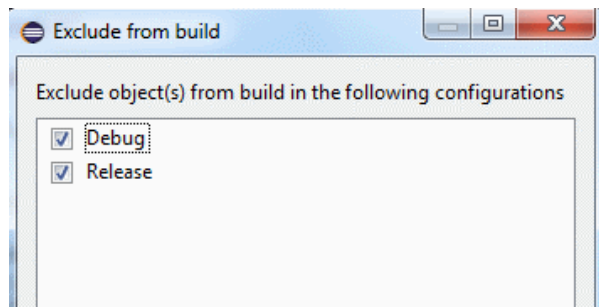 Exclude from build
Exclude object(s) from build in the following configurations
Debug
Release